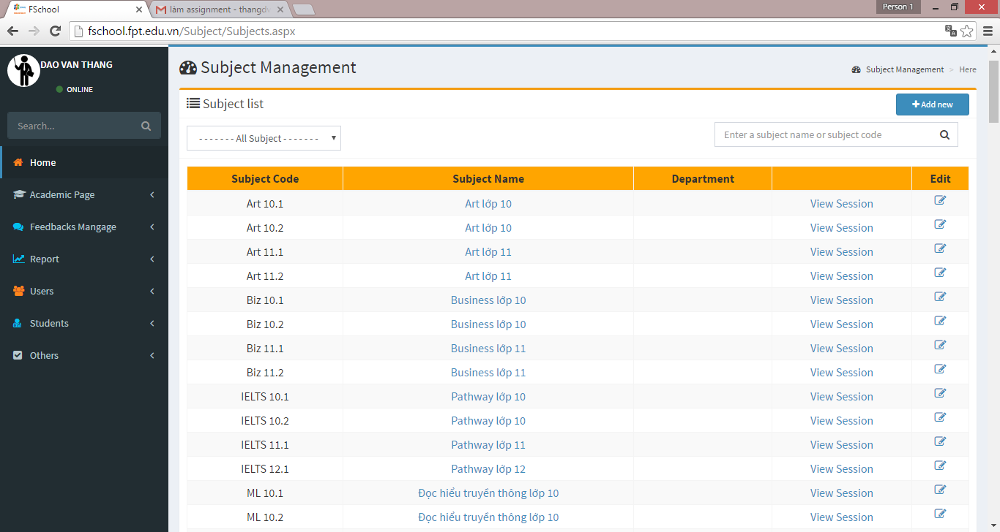 FSchool
làm assignment - thangdv
Person 1
fschool.fpt.edu.vn/Subject/Subjects.aspx
DAO VAN THANG
ONLINE
Search...
Home
Academic Page
Feedbacks Mangage
Report
Users
Students
Others
Subject Management
Subject Management > Here
Subject list
Add new
- - - - - - - All Subject - - - - - - -
Enter a subject name or subject code
Subject Code Subject Name Department Edit
Art 10.1 Art lớp 10 View Session
Art 10.2 Art lớp 10 View Session
Art 11.1 Art lớp 11 View Session
Art 11.2 Art lớp 11 View Session
Biz 10.1 Business lớp 10 View Session
Biz 10.2 Business lớp 10 View Session
Biz 11.1 Business lớp 11 View Session
Biz 11.2 Business lớp 11 View Session
IELTS 10.1 Pathway lớp 10 View Session
IELTS 10.2 Pathway lớp 10 View Session
IELTS 11.1 Pathway lớp 11 View Session
IELTS 12.1 Pathway lớp 12 View Session
ML 10.1 Đọc hiểu truyền thông lớp 10 View Session
ML 10.2 Đọc hiểu truyền thông lớp 10 View Session